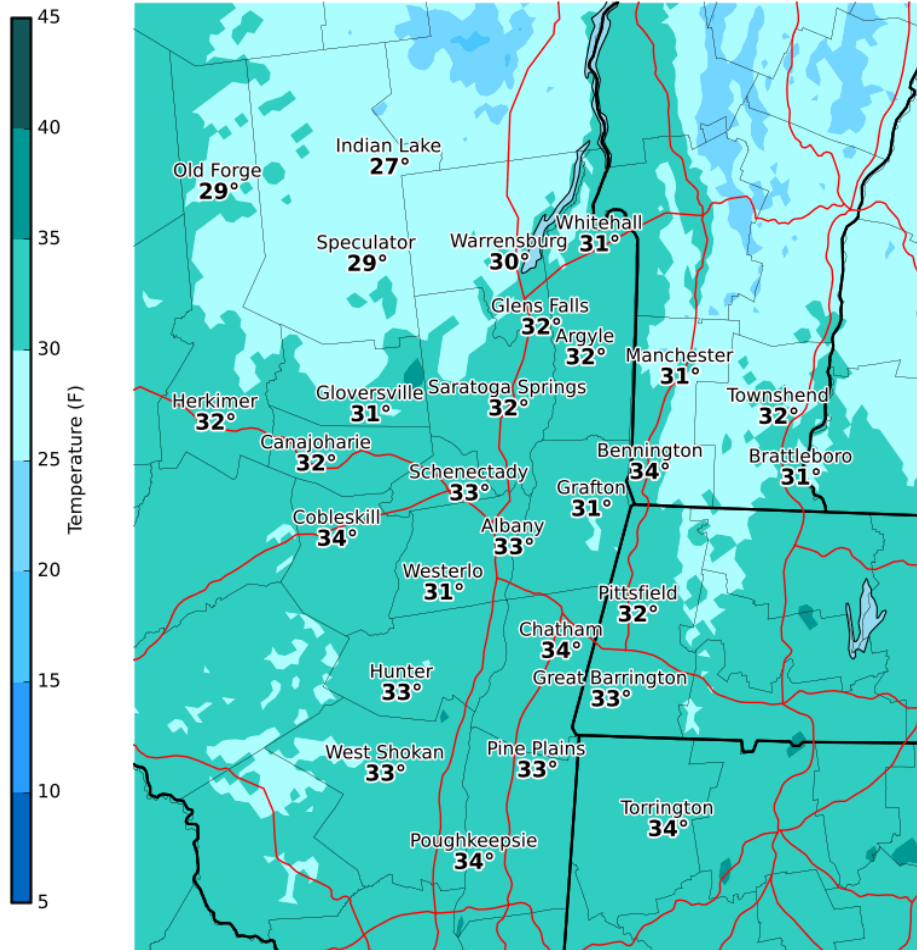 45
40
35
30
25
20
15
10
5
Temperature (F)
Indian Lake
27°
Old Forge
29°
Whitehall
31°
Speculator
29°
Warrensburg
30°
Glens Falls
32°
Argyle
32°
Manchester
31°
Herkimer
32°
Gloversville
31°
Saratoga Springs
32°
Townshend
32°
Canajoharie
32°
Schenectady
33°
Bennington
34°
Brattleboro
31°
Grafton
31°
Cobleskill
34°
Albany
33°
Westerlo
31°
Pittsfield
32°
Chatham
34°
Hunter
33°
Great Barrington
33°
West Shokan
33°
Pine Plains
33°
Torrington
34°
Poughkeepsie
34°